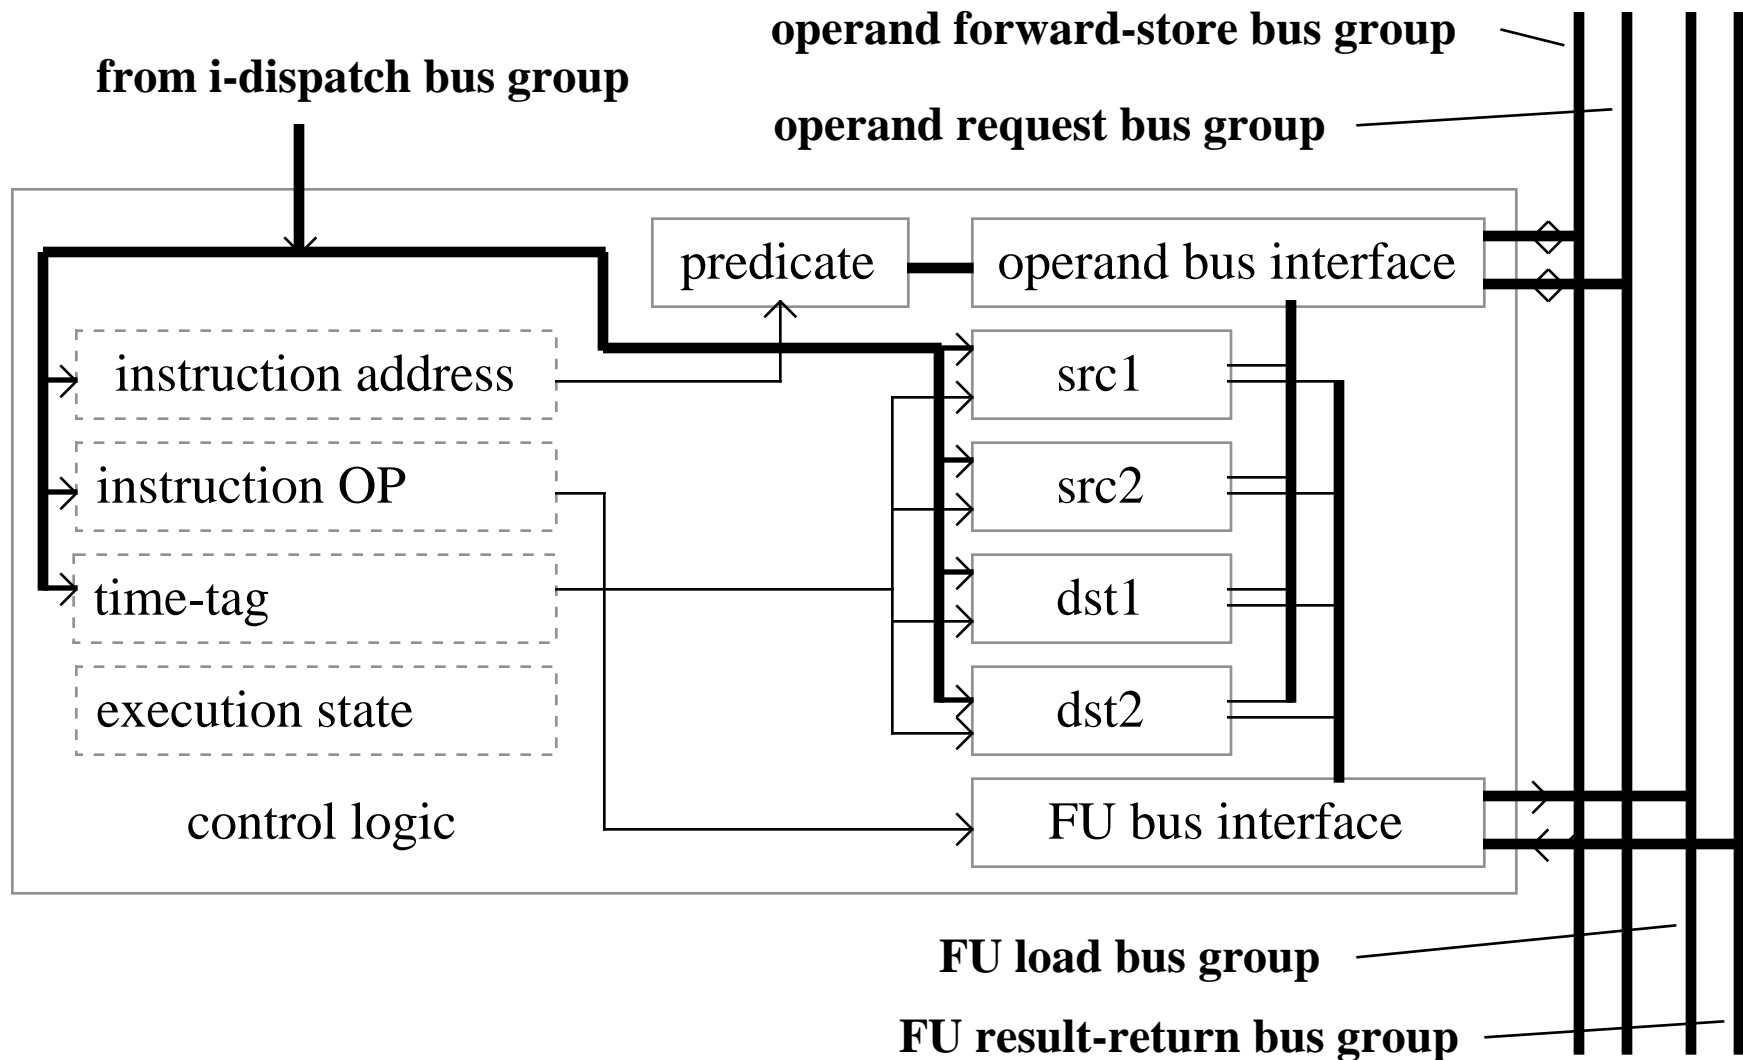 operand forward-store bus group
from i-dispatch bus group
operand request bus group
predicate
operand bus interface
instruction address
src1
instruction OP
src2
time-tag
dst1
execution state
dst2
control logic
FU bus interface
FU load bus group
FU result-return bus group